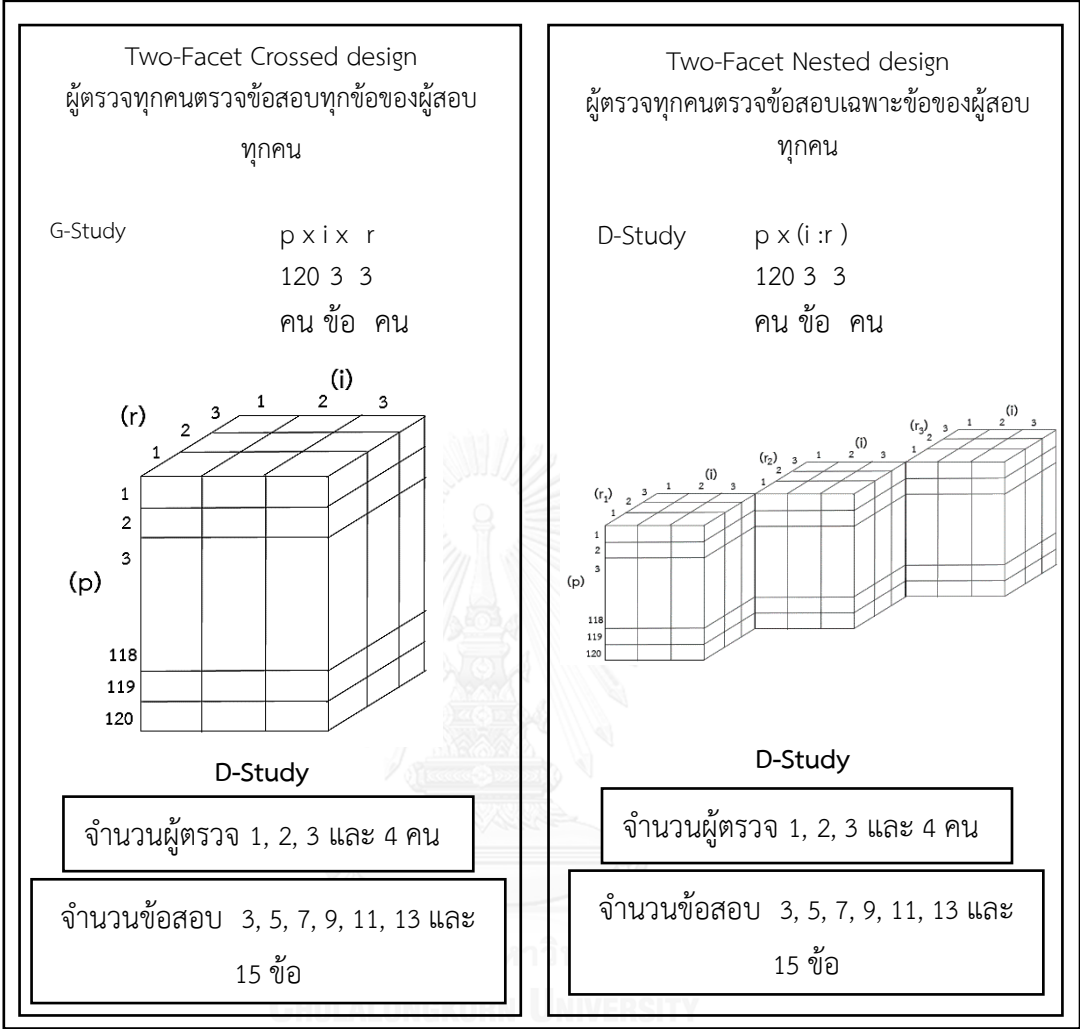 Two-Facet Crossed design
ผู้ตรวจทุกคนตรวจข้อสอบทุกข้อของผู้สอบ
ทุกคน
G-Study p x i x r
120 3 3
คน ข้อ คน
(i)
(r) 1 2 3 1 2 3
1
2
3
(p)
118
119
120
D-Study
จำนวนผู้ตรวจ 1, 2, 3 และ 4 คน
จำนวนข้อสอบ 3, 5, 7, 9, 11, 13 และ
15 ข้อ
Two-Facet Nested design
ผู้ตรวจทุกคนตรวจข้อสอบเฉพาะข้อของผู้สอบ
ทุกคน
D-Study p x (i :r )
120 3 3
คน ข้อ คน
(r1) 1 2 3 1 2 3 (i)
(r2) 1 2 3 1 2 3 (i)
(r3) 1 2 3 1 2 3 (i)
1
2
3
(p)
118
119
120
D-Study
จำนวนผู้ตรวจ 1, 2, 3 และ 4 คน
จำนวนข้อสอบ 3, 5, 7, 9, 11, 13 และ
15 ข้อ
CHULALONGKORN UNIVERSITY